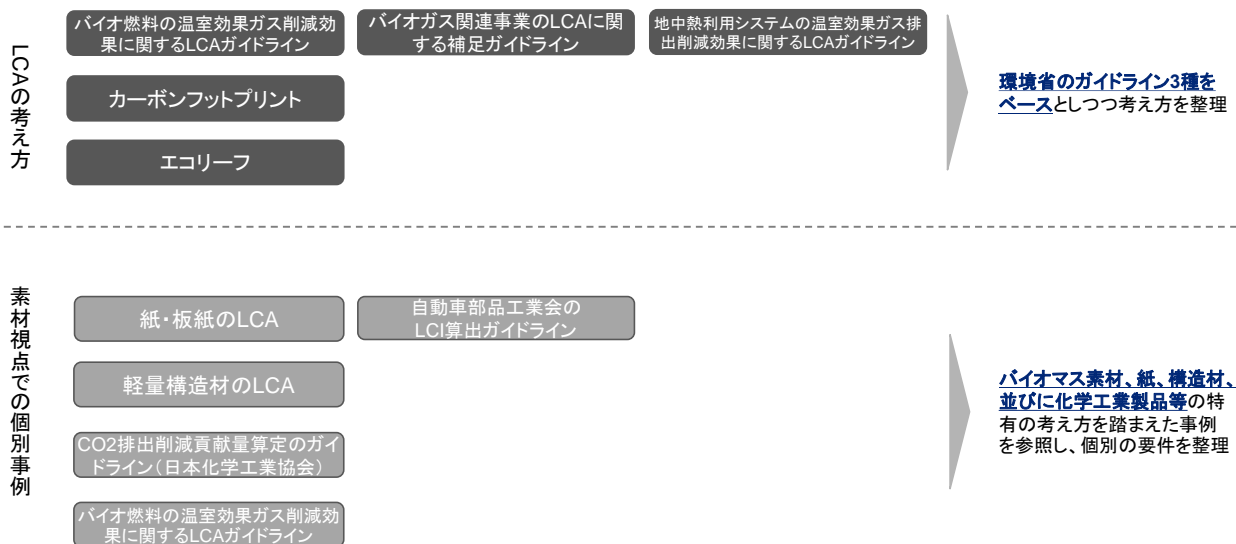 LCAの考え方
バイオ燃料の温室効果ガス削減効
果に関するLCAガイドライン
バイオガス関連事業のLCAに関
する補足ガイドライン
地中熱利用システムの温室効果ガス排
出削減効果に関するLCAガイドライン
カーボンフットプリント
エコリーフ
環境省のガイドライン3種を
ベースとしつつ考え方を整理
素材視点での個別事例
紙・板紙のLCA
自動車部品工業会の
LCI算出ガイドライン
軽量構造材のLCA
CO2排出削減貢献量算定のガイ
ドライン（日本化学工業協会）
バイオ燃料の温室効果ガス削減効
果に関するLCAガイドライン
バイオマス素材、紙、構造材、
並びに化学工業製品等の特
有の考え方を踏まえた事例
を参照し、個別の要件を整理